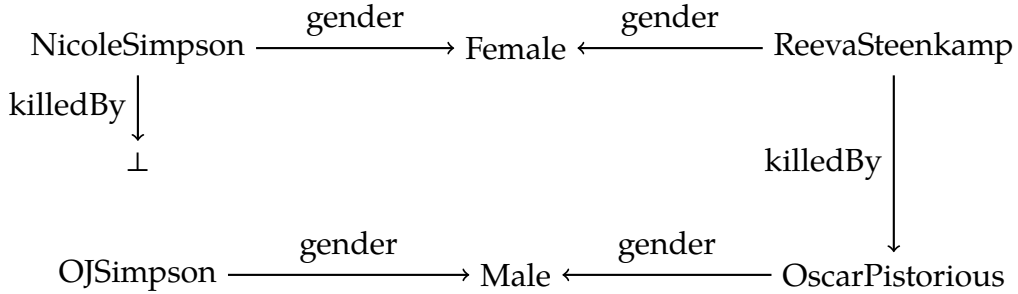 gender gender
NicoleSimpson Female ReevaSteenkamp
killedBy
⊥ killedBy
gender gender
OJSimpson Male OscarPistorious